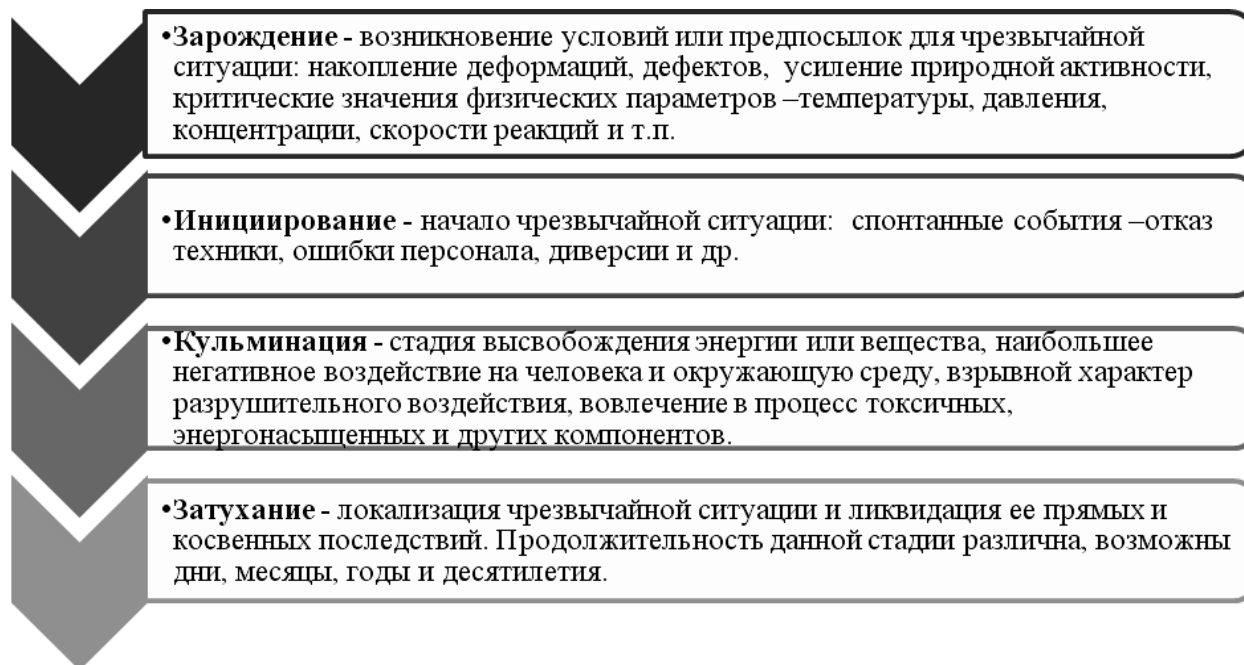 •Зарождение - возникновение условий или предпосылок для чрезвычайной
ситуации: накопление деформаций, дефектов, усиление природной активности,
критические значения физических параметров –температуры, давления,
концентрации, скорости реакций и т.п.
•Инициирование - начало чрезвычайной ситуации: спонтанные события –отказ
техники, ошибки персонала, диверсии и др.
•Кульминация - стадия высвобождения энергии или вещества, наибольшее
негативное воздействие на человека и окружающую среду, взрывной характер
разрушительного воздействия, вовлечение в процесс токсичных,
энергонасыщенных и других компонентов.
•Затухание - локализация чрезвычайной ситуации и ликвидация ее прямых и
косвенных последствий. Продолжительность данной стадии различна, возможны
дни, месяцы, годы и десятилетия.